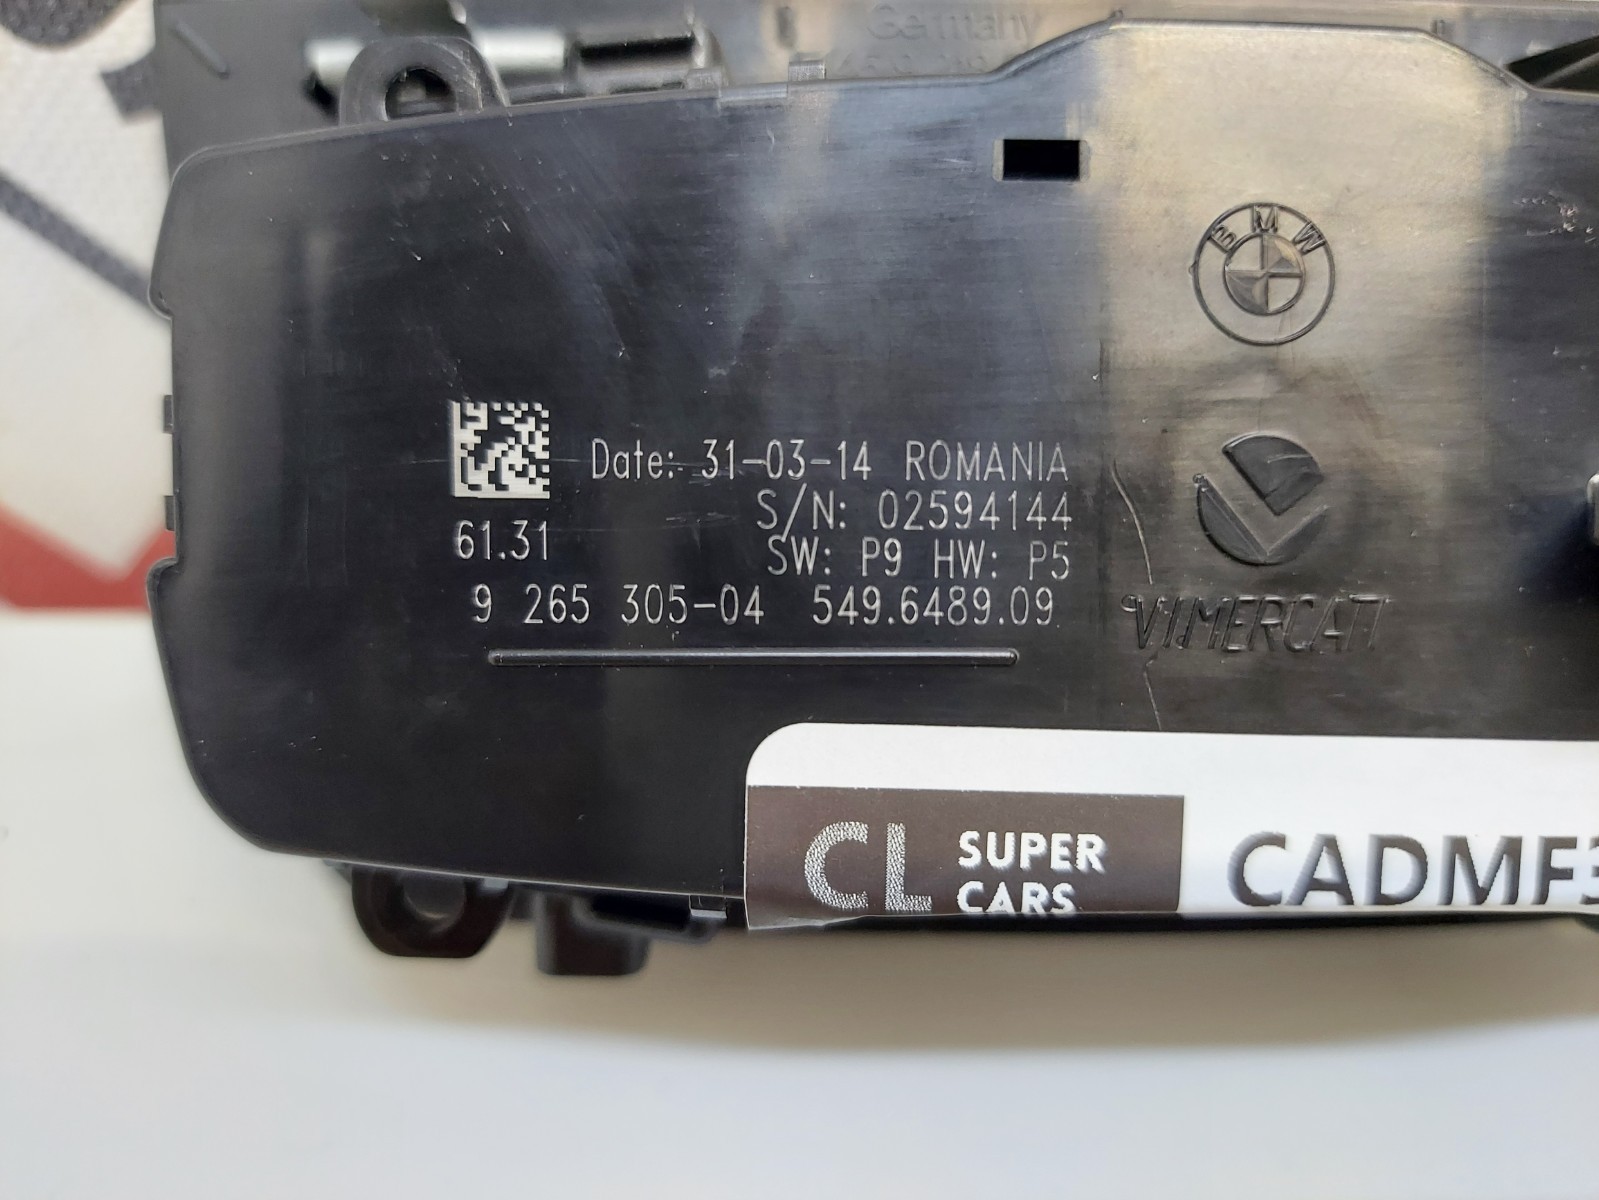 Germany
BMW
Date: 31-03-14 ROMANIA
S/N: 02594144
61.31
SW: P9 HW: P5
9 265 305-04 549.6489.09
VIMERCATI
CL SUPER CARS
CADMF3